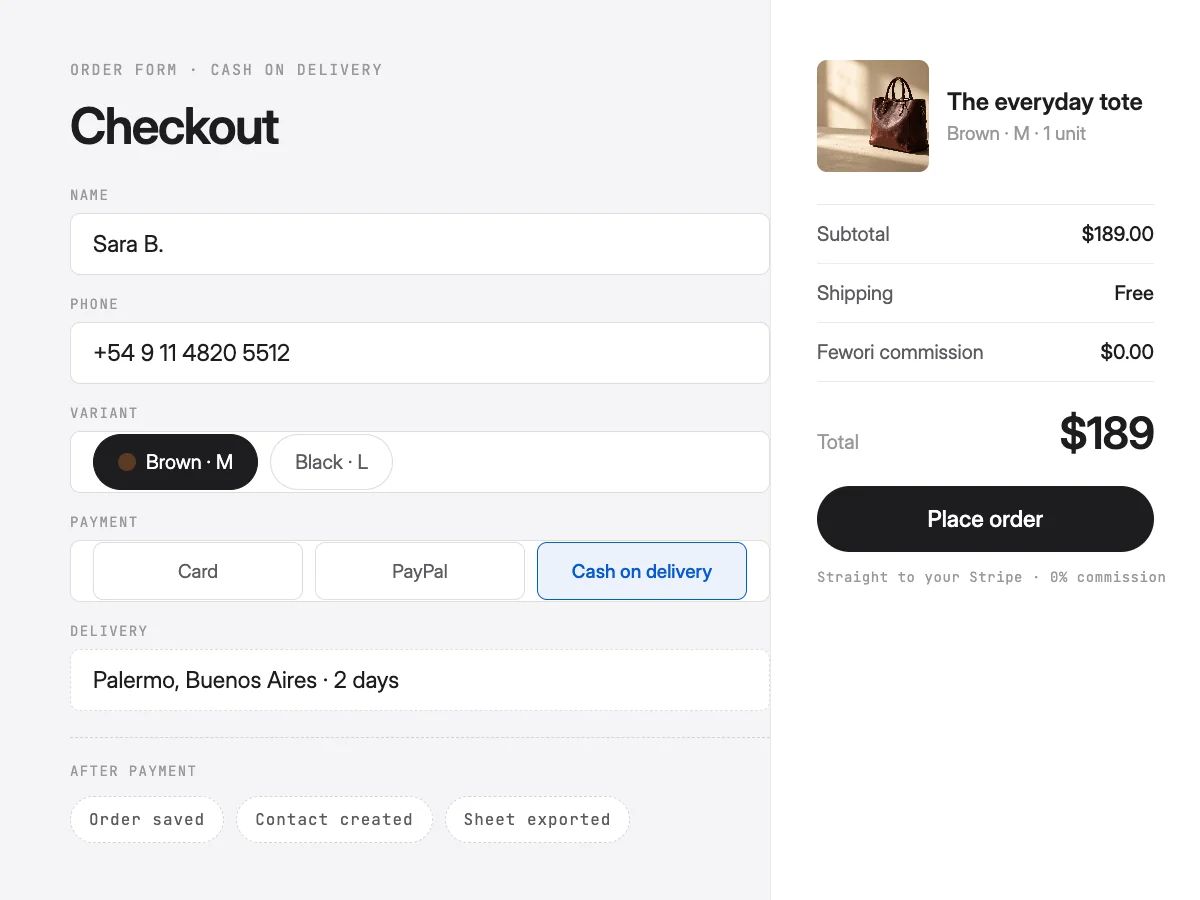 ORDER FORM · CASH ON DELIVERY
Checkout
NAME
Sara B.
PHONE
+54 9 11 4820 5512
VARIANT
Brown · M
Black · L
PAYMENT
Card
PayPal
Cash on delivery
DELIVERY
Palermo, Buenos Aires · 2 days
AFTER PAYMENT
Order saved
Contact created
Sheet exported
The everyday tote
Brown · M · 1 unit
Subtotal $189.00
Shipping Free
Fewori commission $0.00
Total $189
Place order
Straight to your Stripe · 0% commission